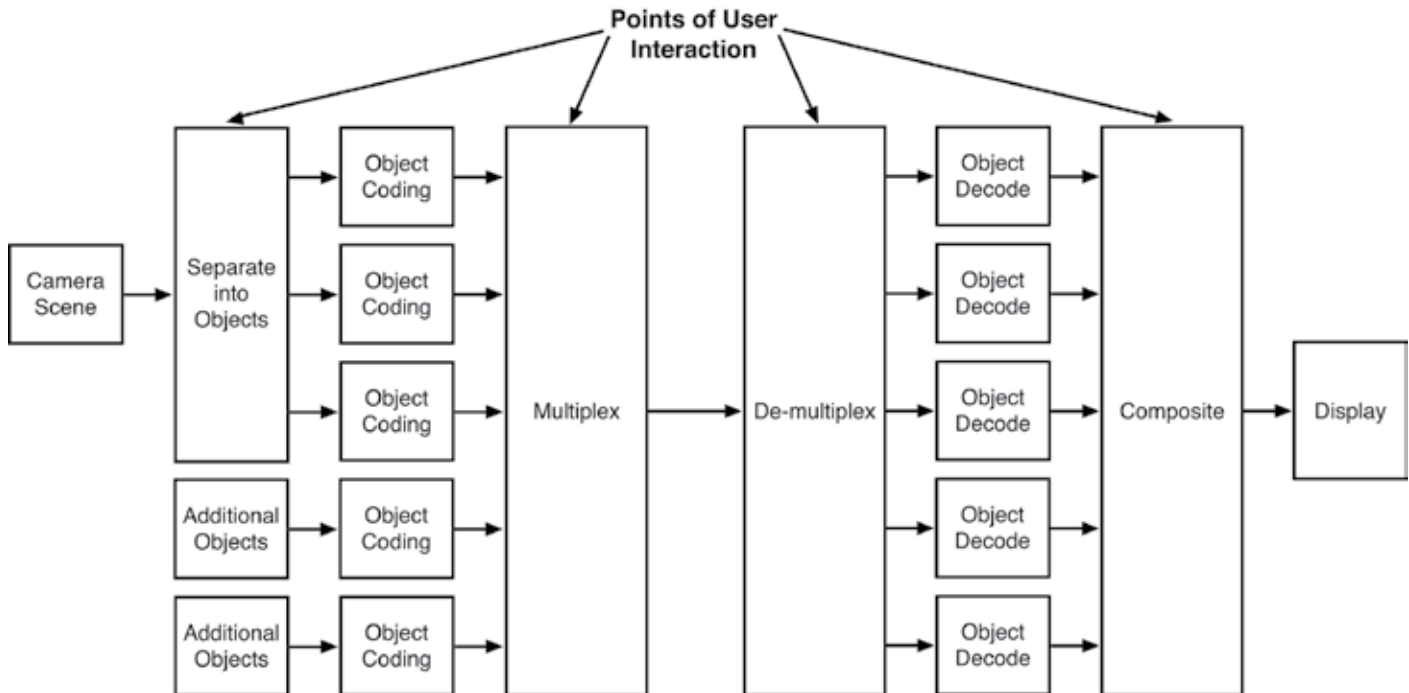 Points of User
Interaction
Object
Coding
Object
Decode
Camera
Scene
Separate
into
Objects
Object
Coding
Object
Decode
Object
Coding
Multiplex
De-multiplex
Object
Decode
Composite
Display
Additional
Objects
Object
Coding
Object
Decode
Additional
Objects
Object
Coding
Object
Decode